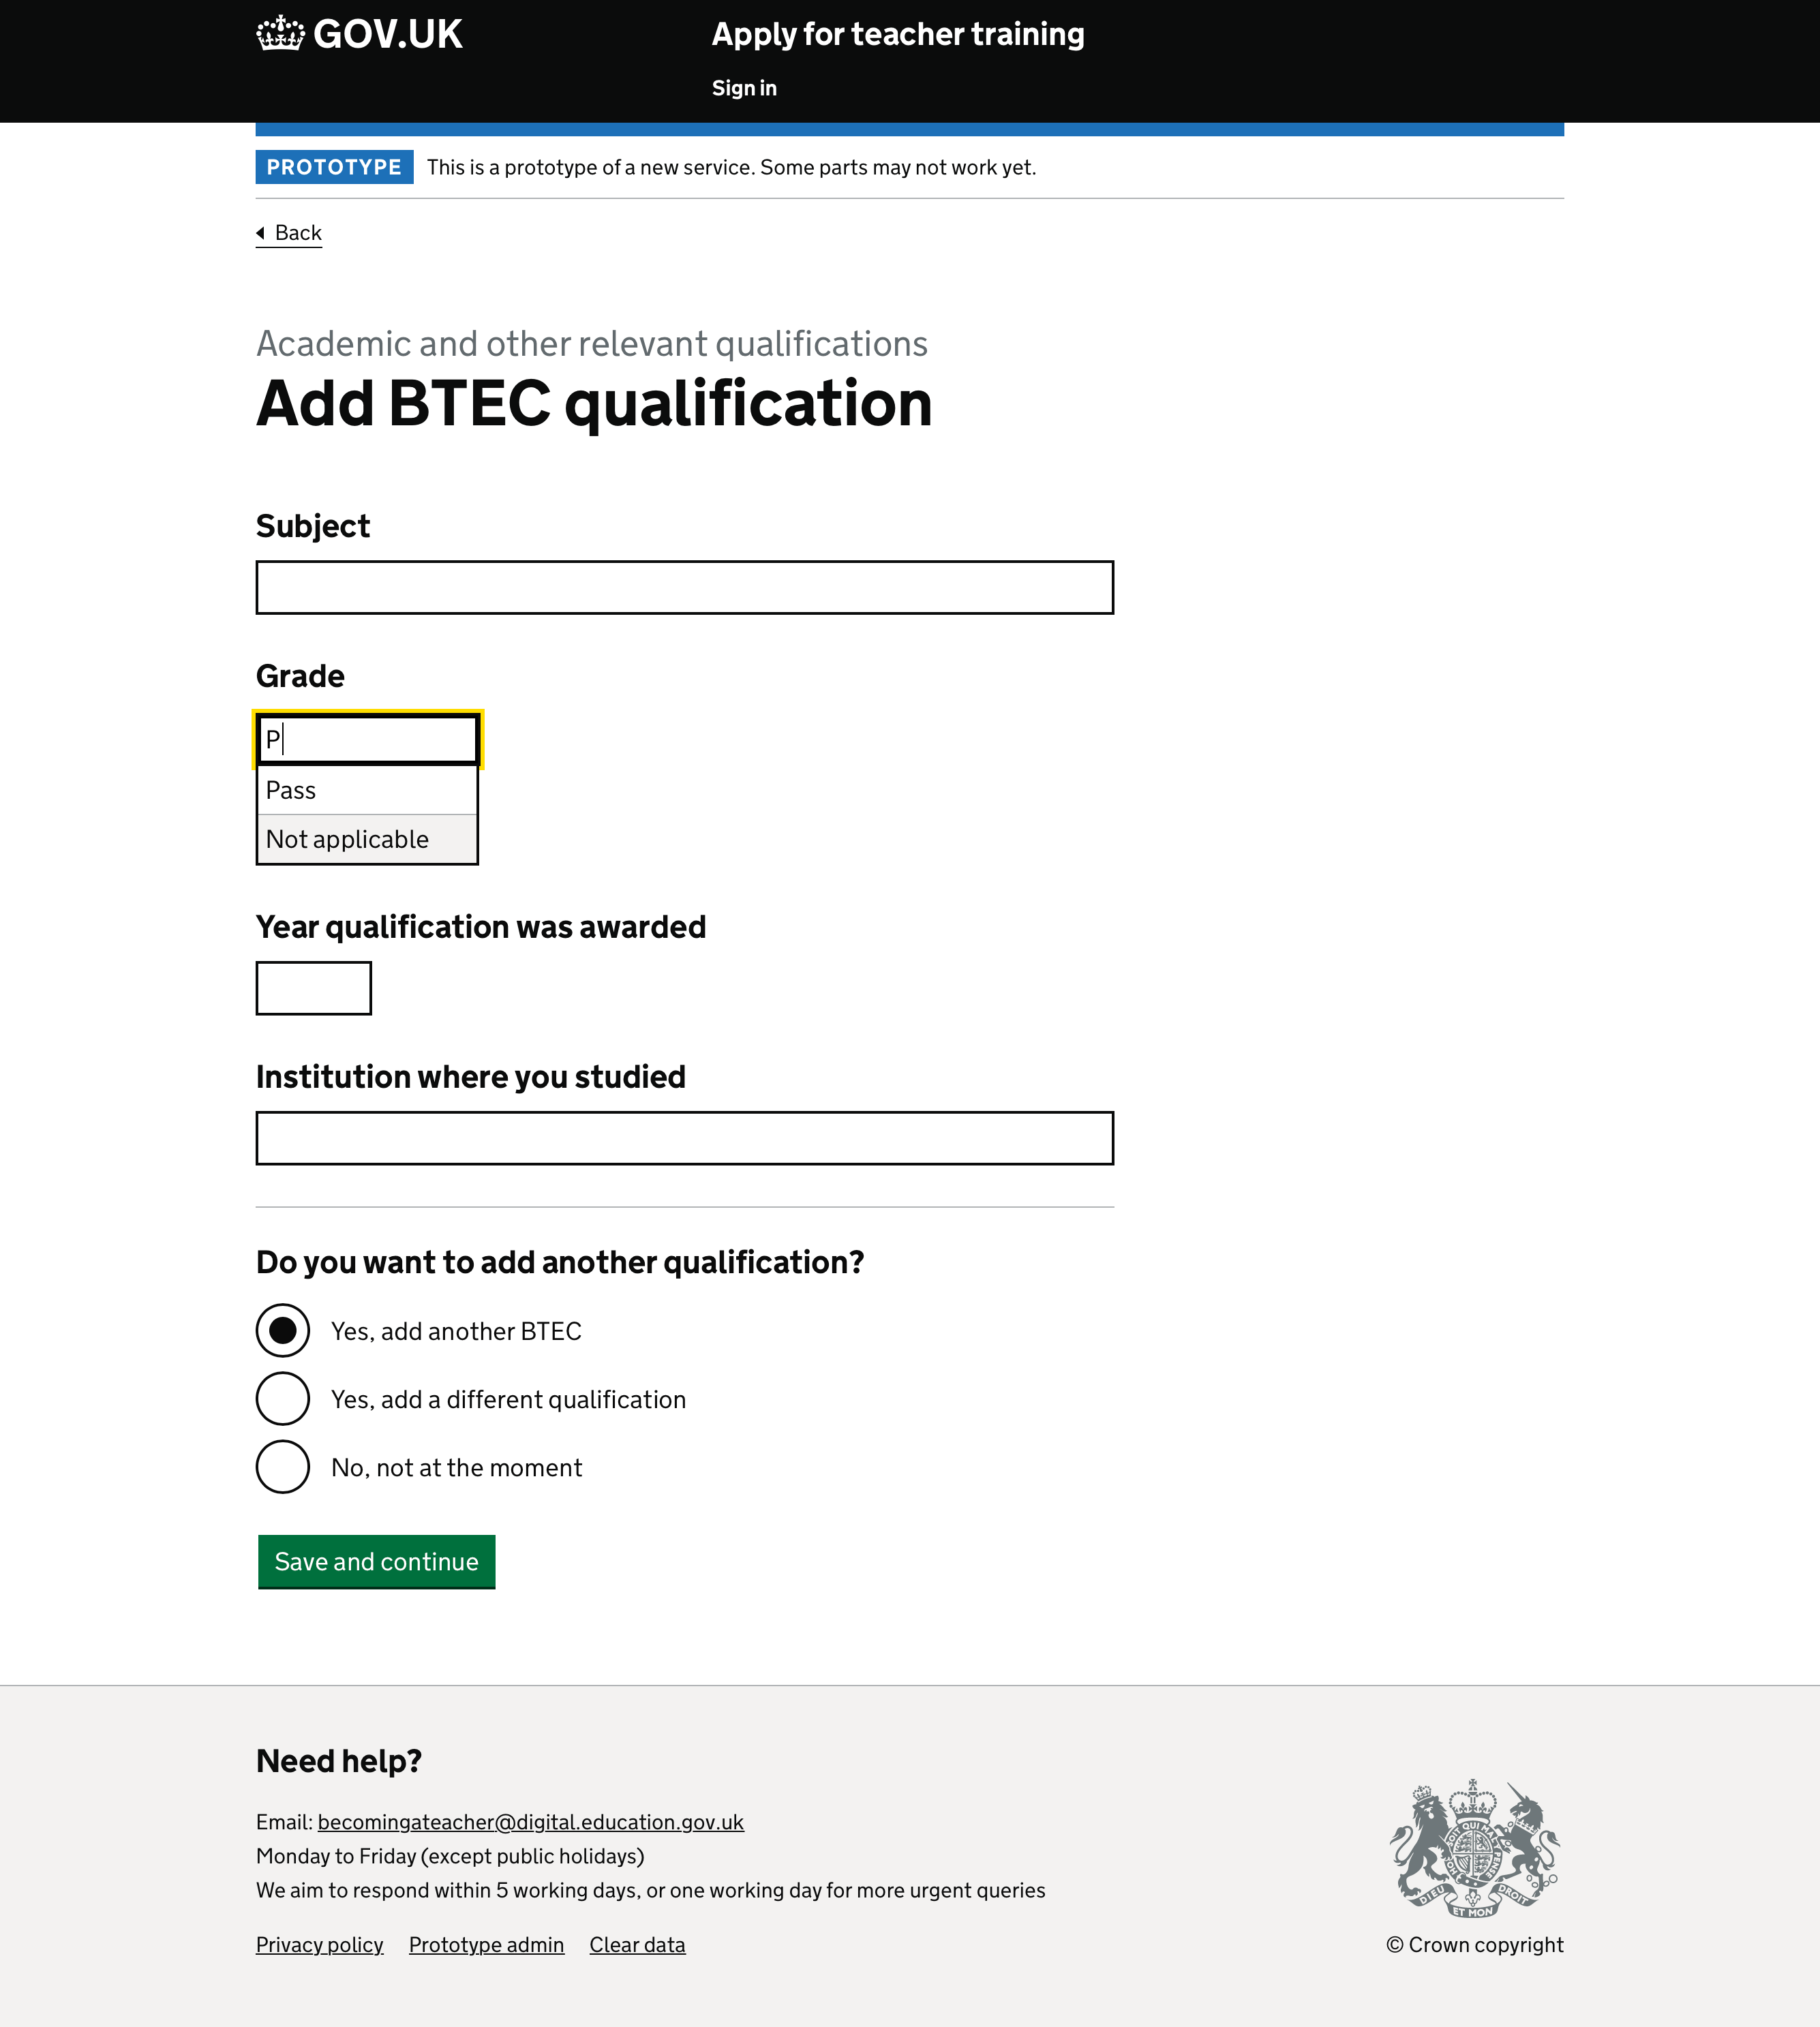 GOV.UK
Apply for teacher training
Sign in
PROTOTYPE This is a prototype of a new service. Some parts may not work yet.
Back
Academic and other relevant qualifications
Add BTEC qualification
Subject
Grade
P
Pass
Not applicable
Year qualification was awarded
Institution where you studied
Do you want to add another qualification?
Yes, add another BTEC
Yes, add a different qualification
No, not at the moment
Save and continue
Need help?
Email: becomingateacher@digital.education.gov.uk
Monday to Friday (except public holidays)
We aim to respond within 5 working days, or one working day for more urgent queries
Privacy policy Prototype admin Clear data
DIEU ET MON DROIT
© Crown copyright